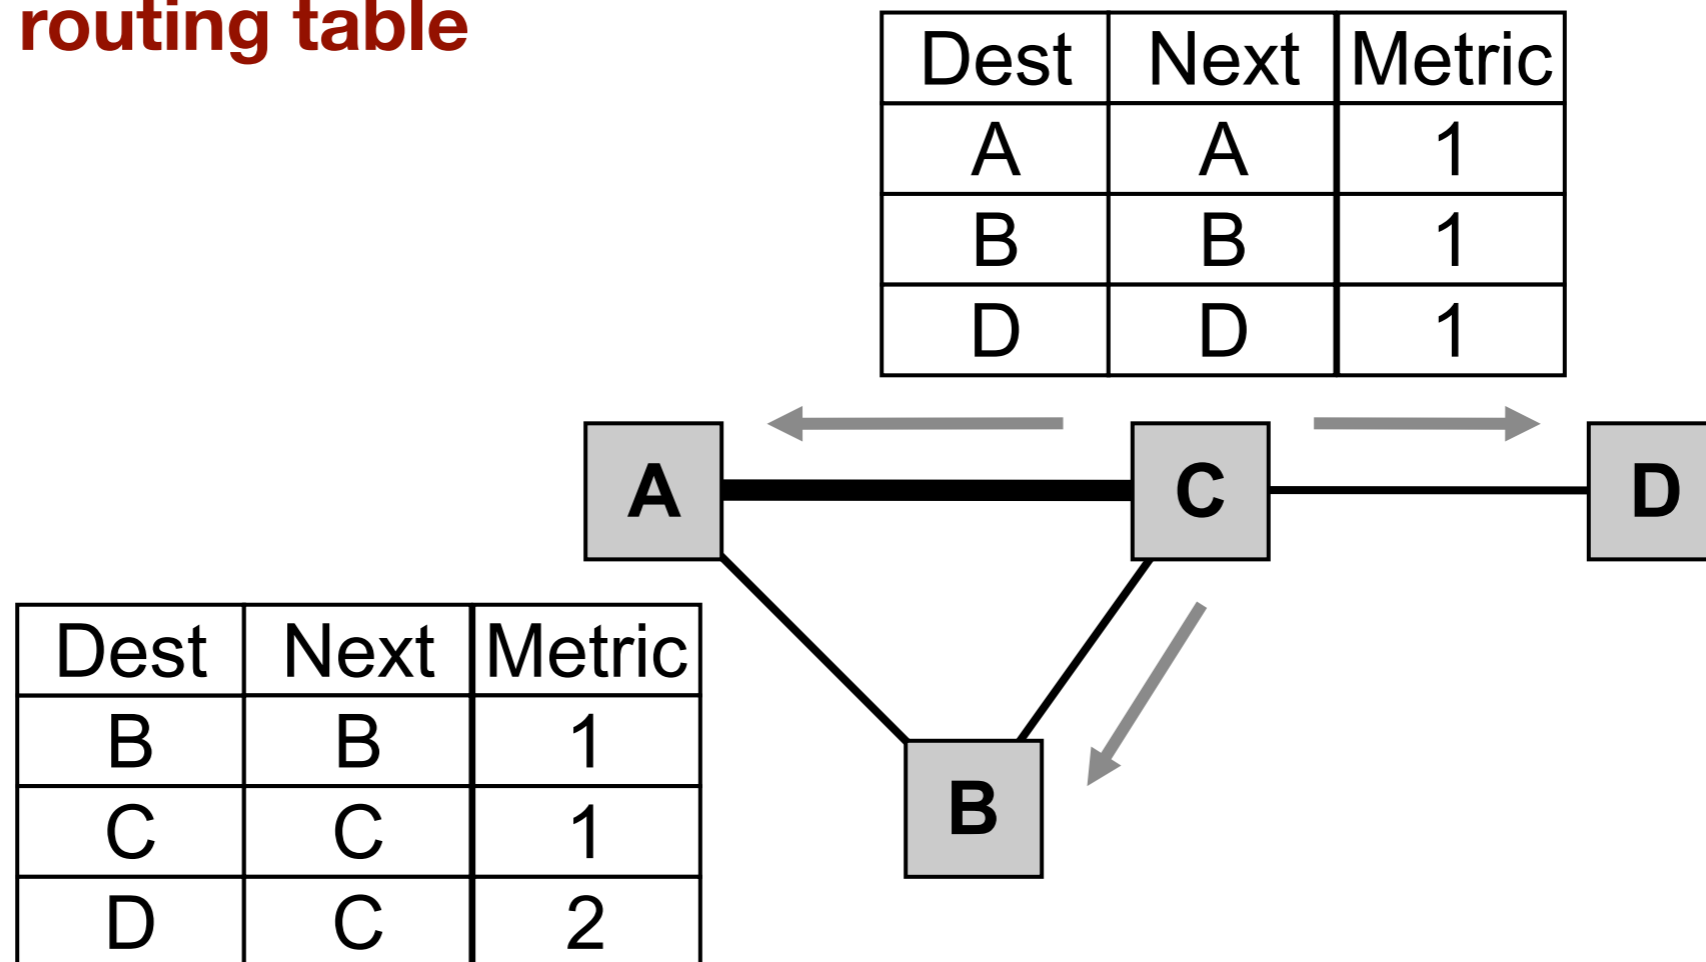 routing table
Dest Next Metric
A A 1
B B 1
D D 1
A C D
B
Dest Next Metric
B B 1
C C 1
D C 2